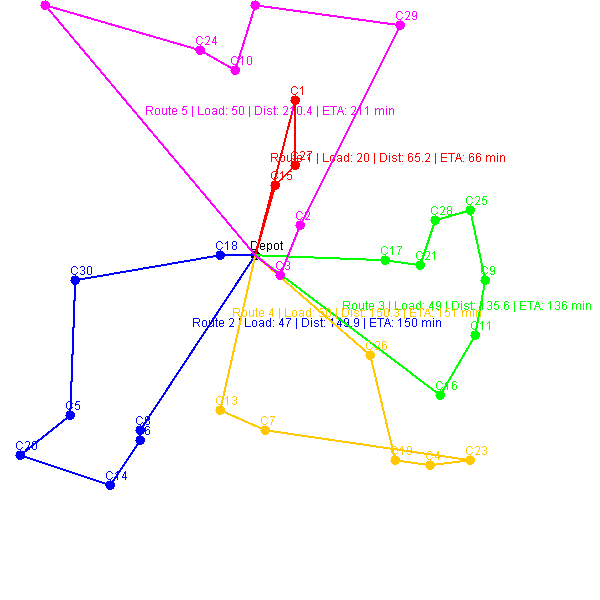 C29
C24
C10
C1
Route 5 | Load: 50 | Dist: 210.4 | ETA: 211 min
C27
Route 1 | Load: 20 | Dist: 65.2 | ETA: 66 min
C15
C25
C28
C2
C18
Depot
C17
C21
C3
C30
C9
Route 3 | Load: 49 | Dist: 135.6 | ETA: 136 min
Route 4 | Load: | Dist: 150.3 | ETA: 151 min
Route 2 | Load: 47 | Dist: 149.9 | ETA: 150 min
C11
C26
C16
C13
C5
C8
C7
C20
C19
C4
C23
C14